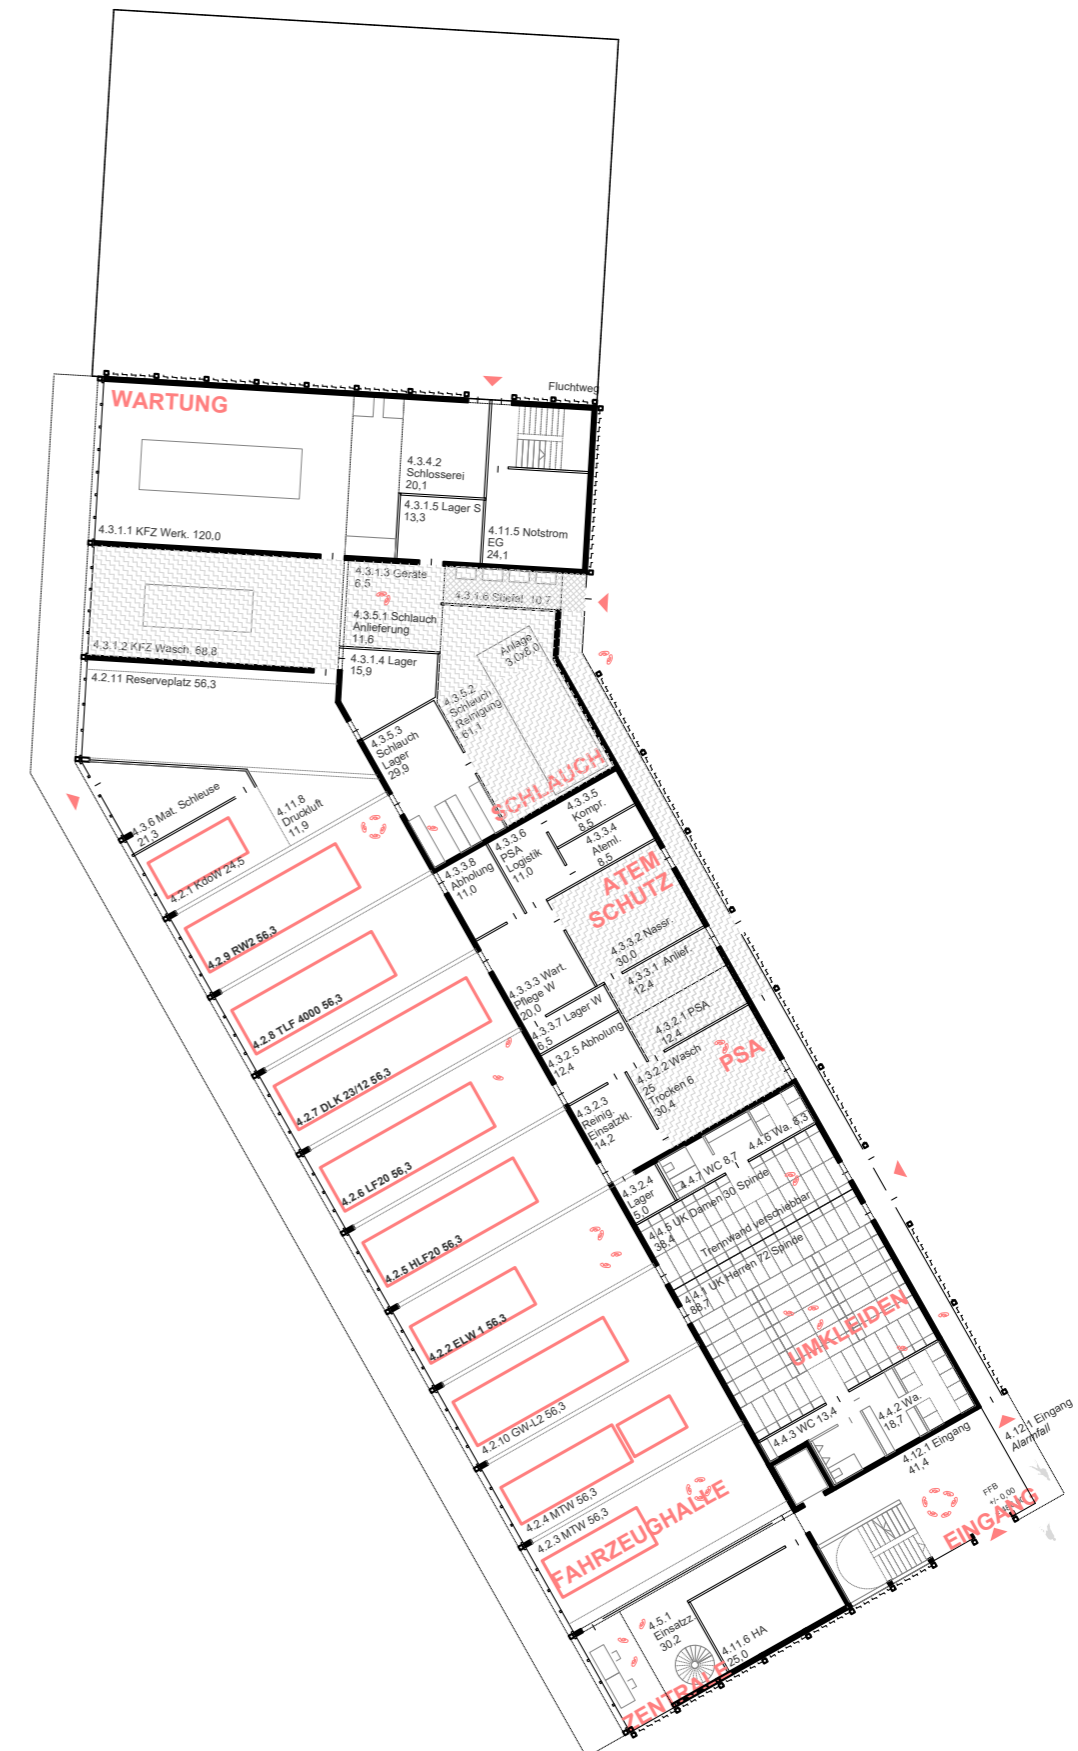 Fluchtweg
WARTUNG
4.3.4.2
Schlosserei
20,1
4.3.1.5 Lager S
13,3
4.11.5 Notstrom
EG
24,1
4.3.1.1 KFZ Werk. 120,0
4.3.1.3 Geräte
6,5
4.3.1.6 Stiefel. 10,7
4.3.5.1 Schlauch
Anlieferung
11,6
4.3.1.2 KFZ Wasch. 68,8
4.3.1.4 Lager
15,9
Anlage
3,0x8,0
4.2.11 Reserveplatz 56,3
4.3.5.2
Schlauch
Reinigung
61,1
4.3.5.3
Schlauch
Lager
29,9
SCHLAUCH
4.3.6 Mat. Schleuse
21,3
4.11.8
Druckluft
11,9
4.3.3.5
Kompr.
8,5
4.3.3.4
Ateml.
8,5
4.3.3.6
PSA
Logistik
11,0
4.3.3.8
Abholung
11,0
ATEM
SCHUTZ
4.2.1 KdoW 24,5
4.2.9 RW2 56,3
4.3.3.2 Nassr.
30,0
4.3.3.1 Anlief.
12,4
4.3.3.3 Wart.
Pflege W
20,0
4.3.3.7 Lager W
6,5
4.2.8 TLF 4000 56,3
4.3.2.1 PSA
12,4
4.3.2.5 Abholung
12,4
PSA
4.3.2.2 Wasch
25
Trocken 6
30,4
4.2.7 DLK 23/12 56,3
4.3.2.3
Reinig.
Einsatzkl.
14,2
4.4.6 Wa. 8,3
4.4.7 WC 8,7
4.3.2.4
Lager
5,0
4.2.6 LF20 56,3
4.4.5 UK Damen 30 Spinde
38,4
Trennwand verschiebbar
4.4.1 UK Herren 72 Spinde
88,7
4.2.5 HLF20 56,3
UMKLEIDEN
4.2.2 ELW 1 56,3
4.4.2 Wa.
18,7
4.4.3 WC 13,4
4.12.1 Eingang
Alarmfall
4.12.1 Eingang
41,4
4.2.10 GW-L2 56,3
FFB
+/- 0,00
EINGANG
4.2.4 MTW 56,3
4.2.3 MTW 56,3
FAHRZEUGHALLE
4.5.1
Einsatzz.
30,2
4.11.6 HA
25,0
ZENTRALE